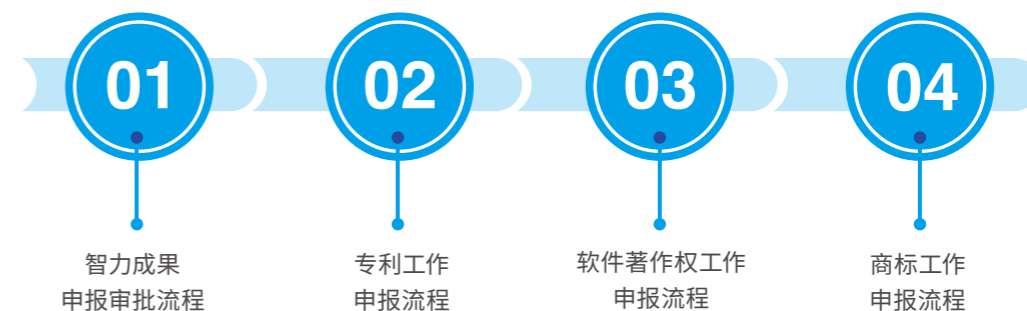 01
智力成果
申报审批流程
02
专利工作
申报流程
03
软件著作权工作
申报流程
04
商标工作
申报流程